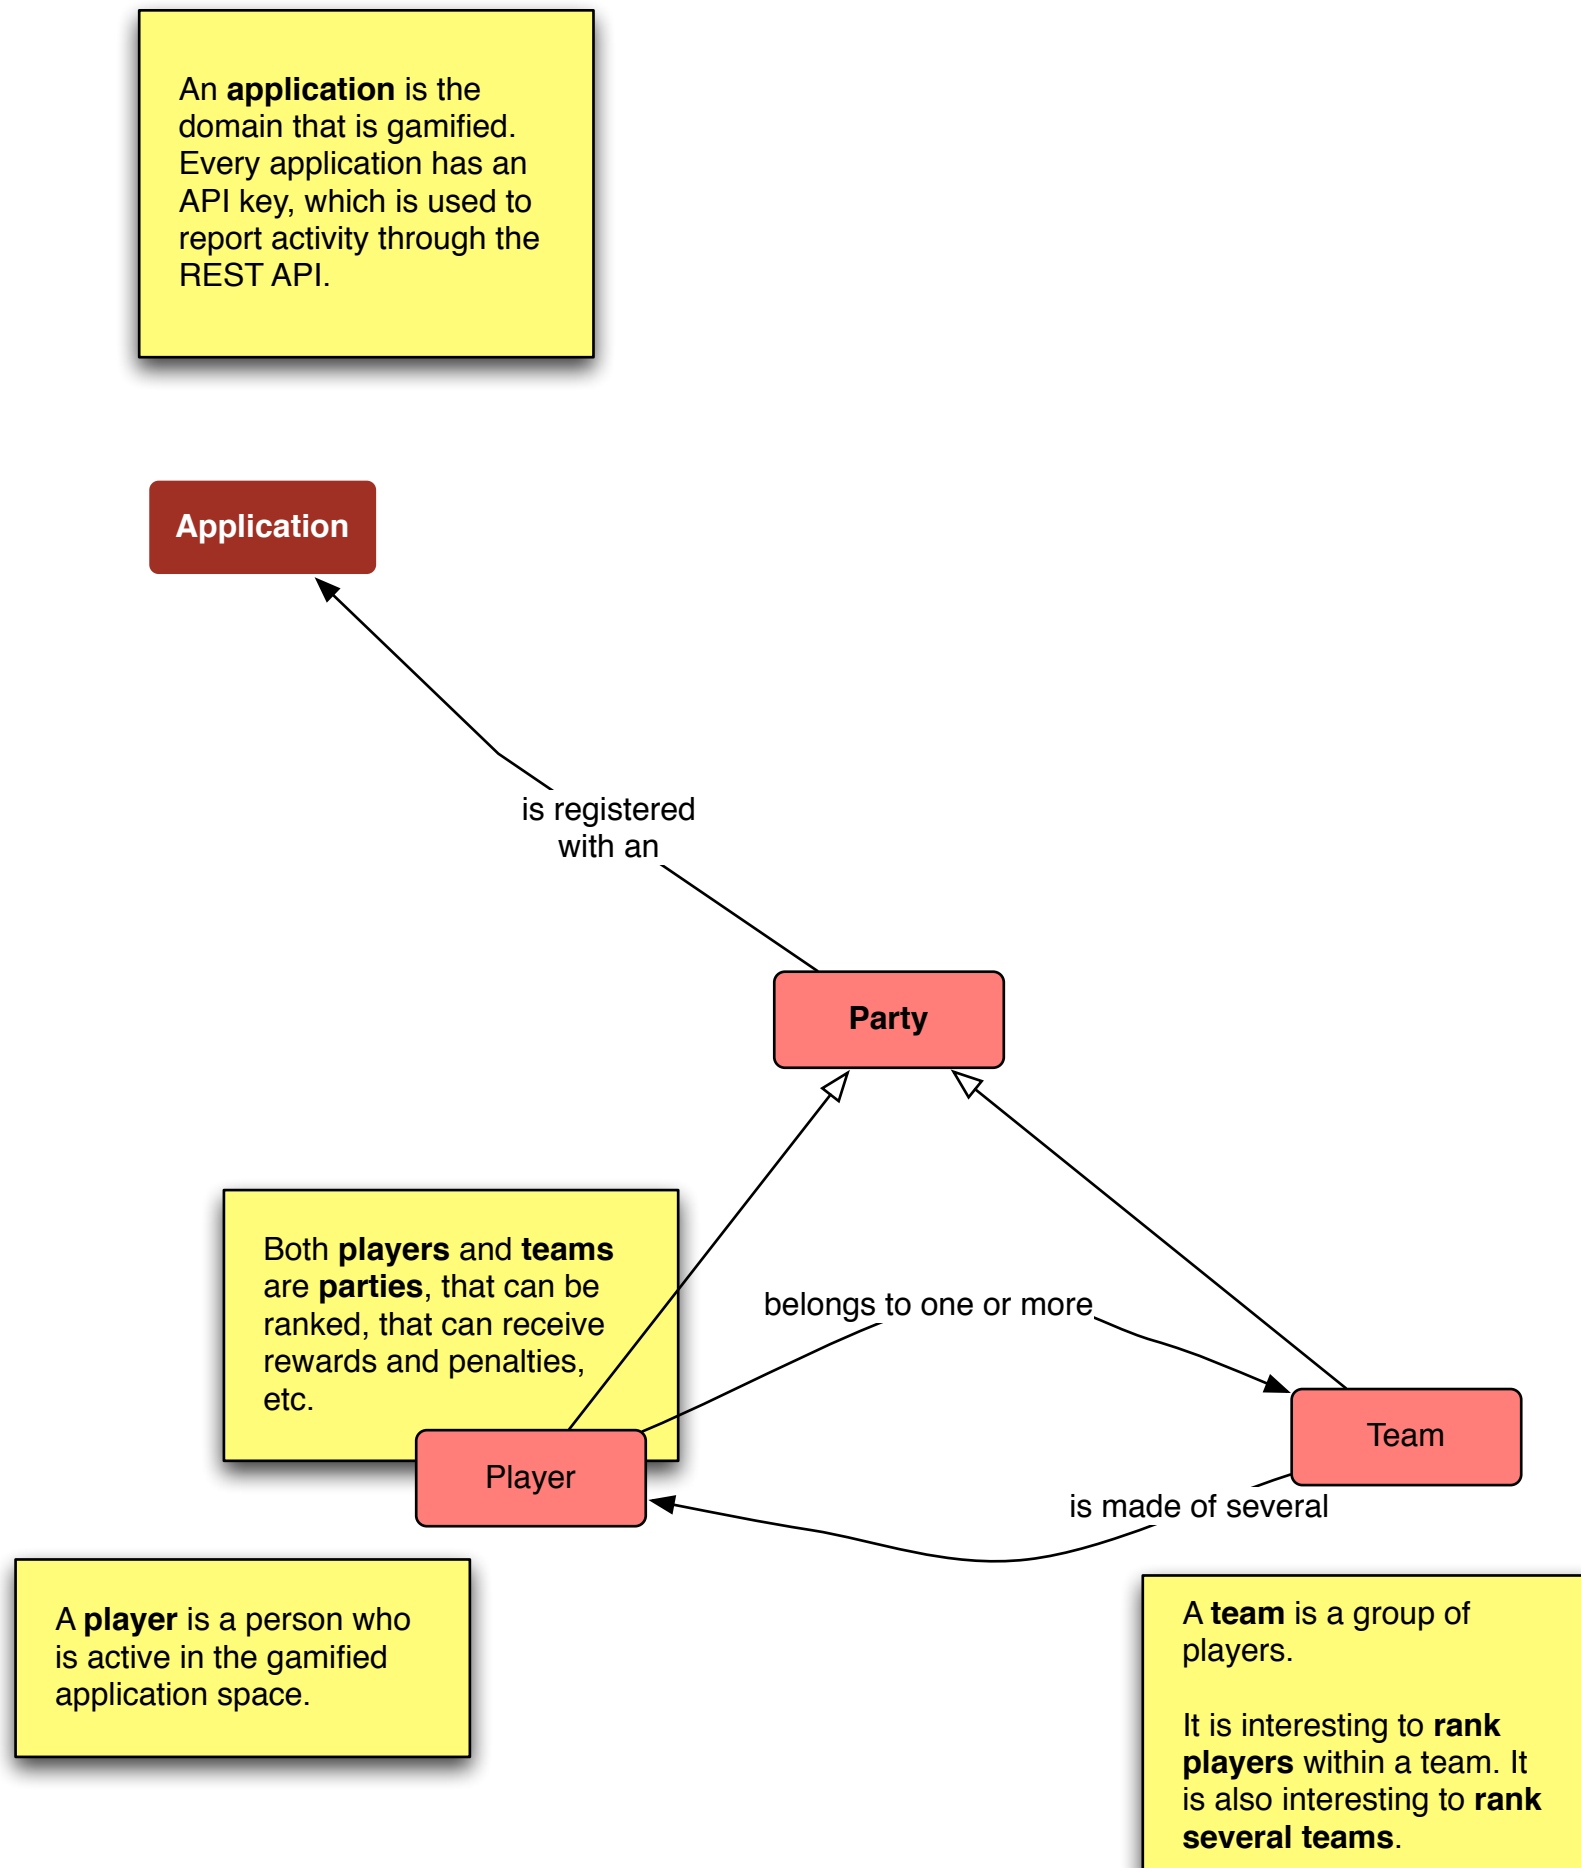 An application is the
domain that is gamified.
Every application has an
API key, which is used to
report activity through the
REST API.
Application
is registered
with an
Party
Both players and teams
are parties, that can be
ranked, that can receive
rewards and penalties,
etc.
belongs to one or more
Team
Player
is made of several
A player is a person who
is active in the gamified
application space.
A team is a group of
players.
It is interesting to rank
players within a team. It
is also interesting to rank
several teams.